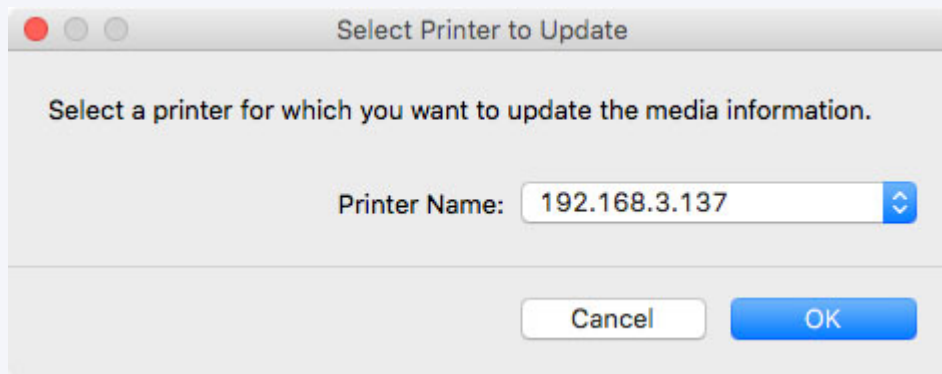 Select Printer to Update
Select a printer for which you want to update the media information.
Printer Name: 192.168.3.137
Cancel OK